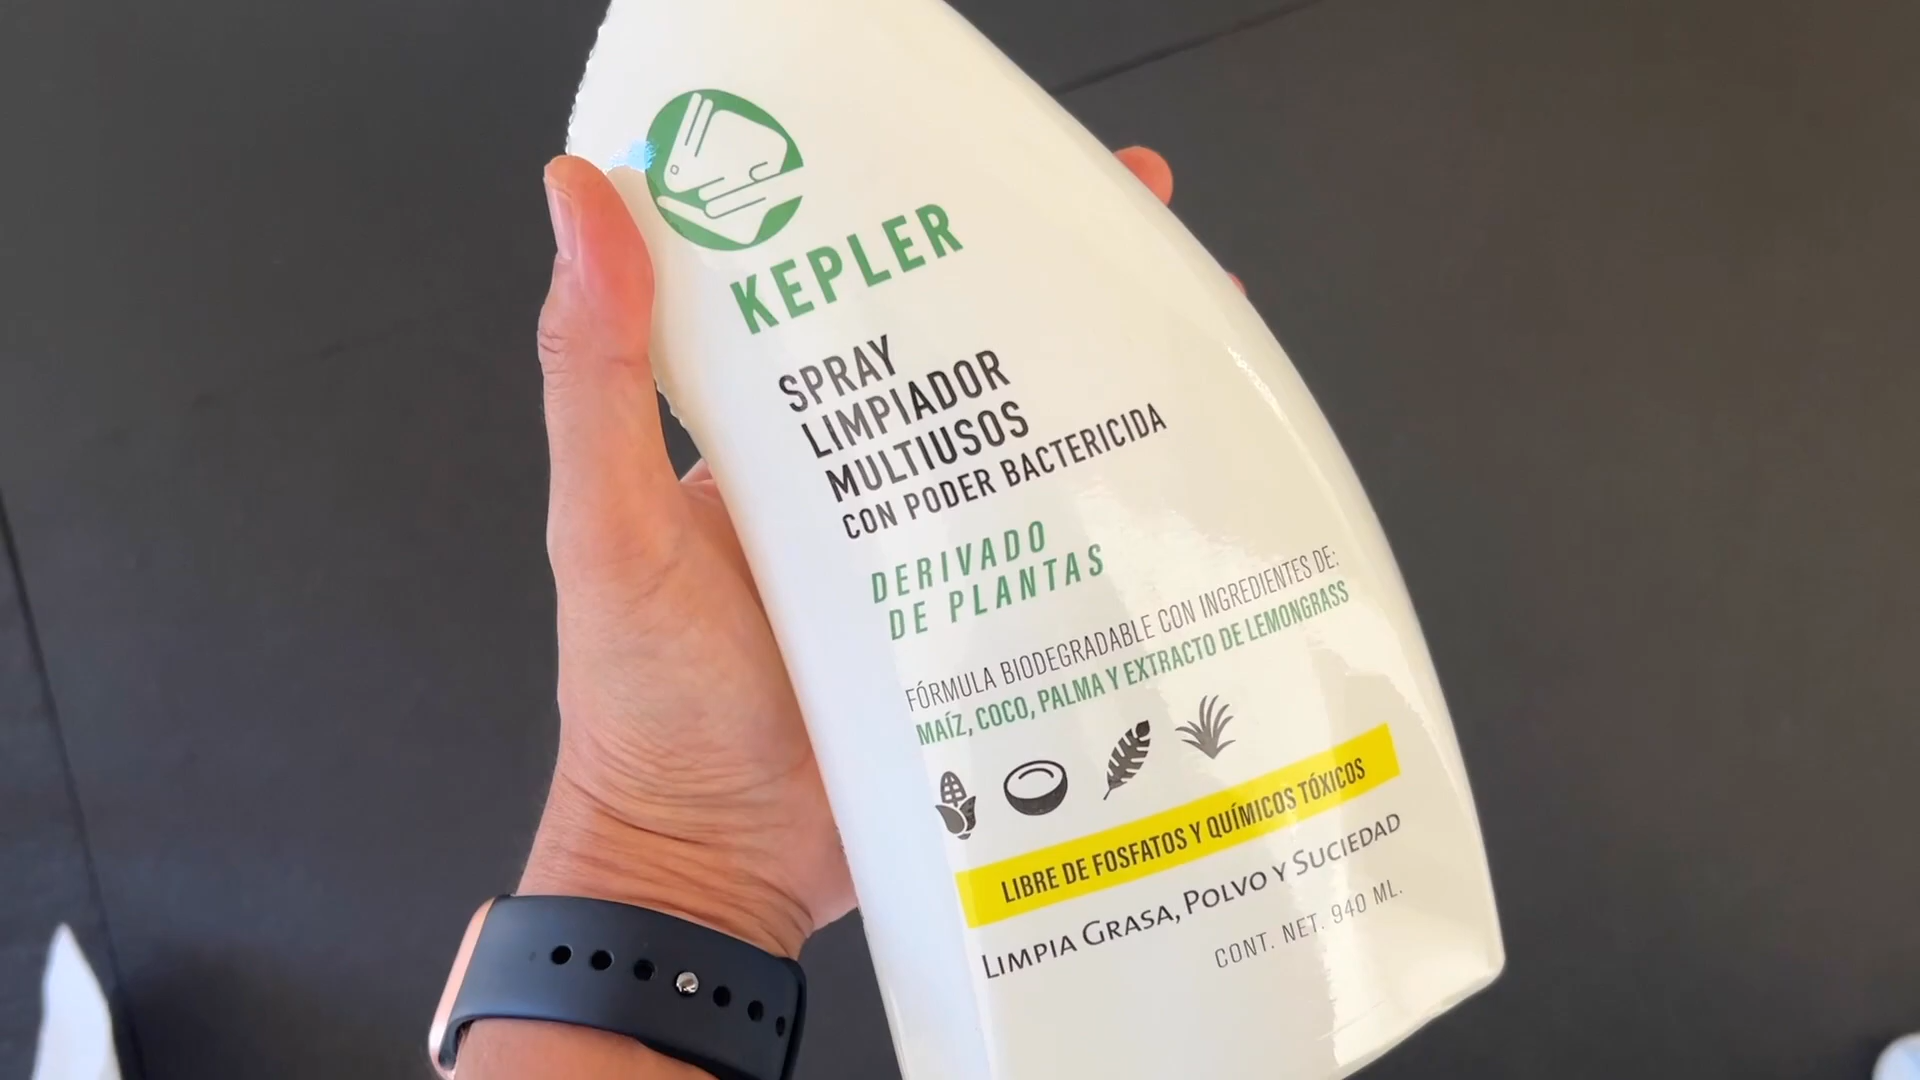 KEPLER
SPRAY
LIMPIADOR
MULTIUSOS
CON PODER BACTERICIDA
DERIVADO
DE PLANTAS
FÓRMULA BIODEGRADABLE CON INGREDIENTES DE:
MAÍZ, COCO, PALMA Y EXTRACTO DE LEMONGRASS
LIBRE DE FOSFATOS Y QUÍMICOS TÓXICOS
LIMPIA GRASA, POLVO Y SUCIEDAD
CONT. NET. 940 ML.